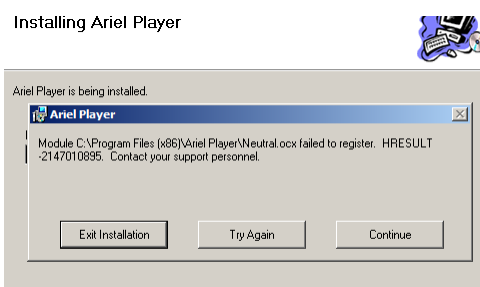 Installing Ariel Player
Ariel Player is being installed.
Ariel Player
Module C:\Program Files (x86)\Ariel Player\Neutral.ocx failed to register. HRESULT
-2147010895. Contact your support personnel.
Exit Installation
Try Again
Continue